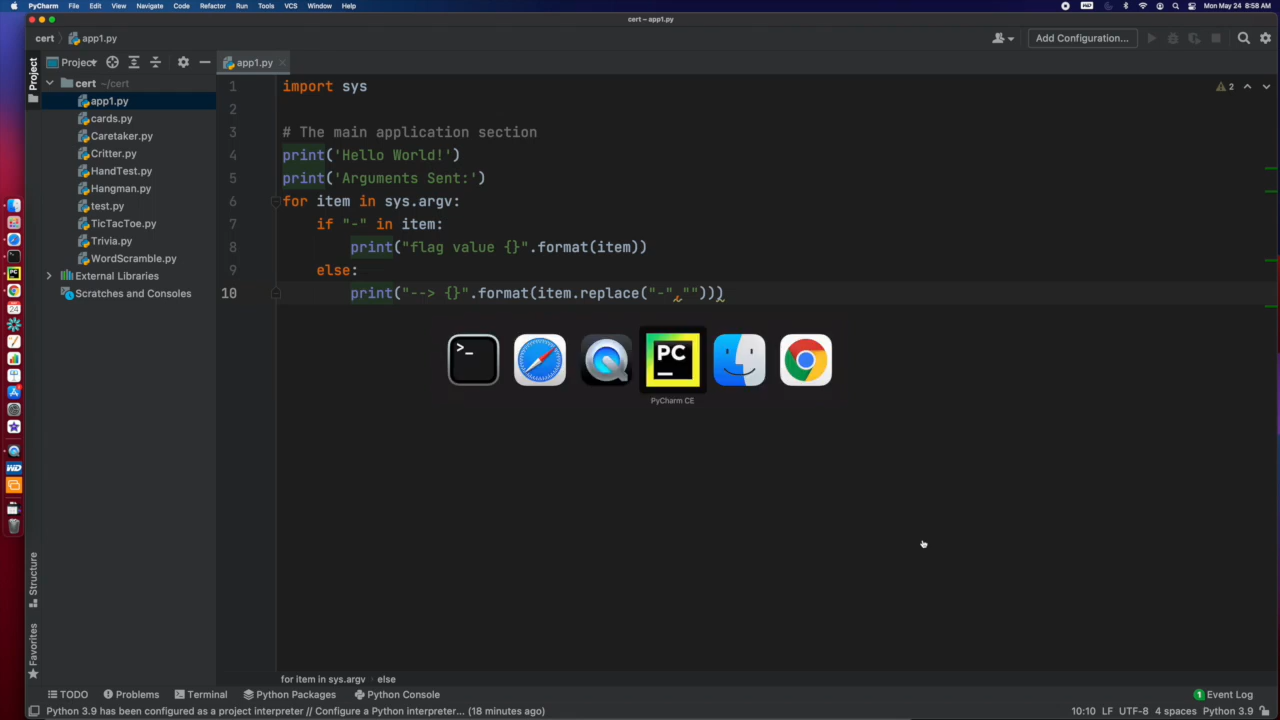 PyCharm File Edit View Navigate Code Refactor Run Tools VCS Window Help
Mon May 24 8:58 AM
cert – app1.py
cert app1.py
Add Configuration...
Project
Project
app1.py
cert ~/cert
app1.py
cards.py
Caretaker.py
Critter.py
HandTest.py
Hangman.py
test.py
TicTacToe.py
Trivia.py
WordScramble.py
External Libraries
Scratches and Consoles
2
1 import sys
2
3 # The main application section
4 print('Hello World!')
5 print('Arguments Sent:')
6 for item in sys.argv:
7 if "-" in item:
8 print("flag value {}".format(item))
9 else:
10 print("--> {}".format(item.replace("-","")))
>_
PC
PyCharm CE
24
WD
Structure
Favorites
for item in sys.argv › else
TODO Problems Terminal Python Packages Python Console
1 Event Log
Python 3.9 has been configured as a project interpreter // Configure a Python interpreter... (18 minutes ago)
10:10 LF UTF-8 4 spaces Python 3.9